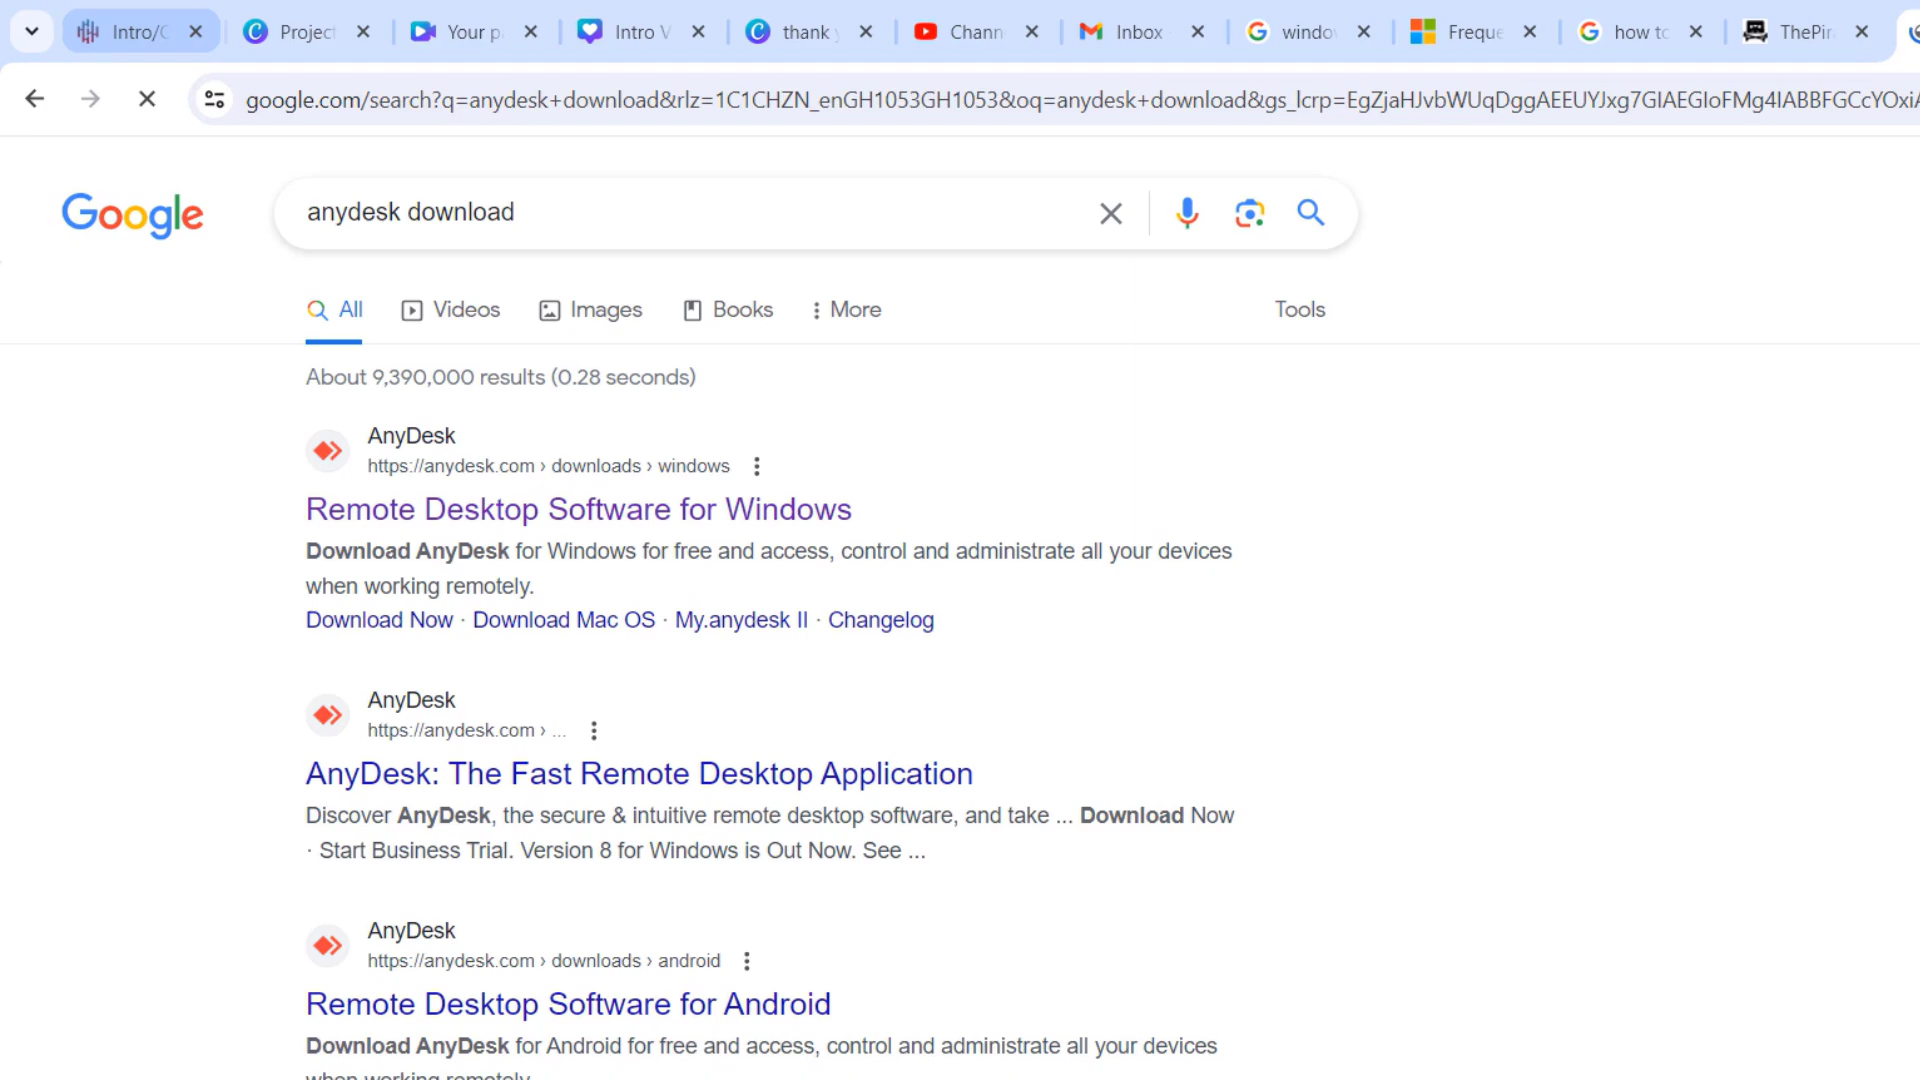 Intro/C Project Your p Intro V thank y Chann Inbox windo Freque how to ThePir
google.com/search?q=anydesk+download&rlz=1C1CHZN_enGH1053GH1053&oq=anydesk+download&gs_lcrp=
Google
anydesk download
All Videos Images Books More Tools
About 9,390,000 results (0.28 seconds)
AnyDesk
https://anydesk.com › downloads › windows
Remote Desktop Software for Windows
Download AnyDesk for Windows for free and access, control and administrate all your devices
when working remotely.
Download Now · Download Mac OS · My.anydesk II · Changelog
AnyDesk
https://anydesk.com › ...
AnyDesk: The Fast Remote Desktop Application
Discover AnyDesk, the secure & intuitive remote desktop software, and take ... Download Now
· Start Business Trial. Version 8 for Windows is Out Now. See ...
AnyDesk
https://anydesk.com › downloads › android
Remote Desktop Software for Android
Download AnyDesk for Android for free and access, control and administrate all your devices
when working remotely.